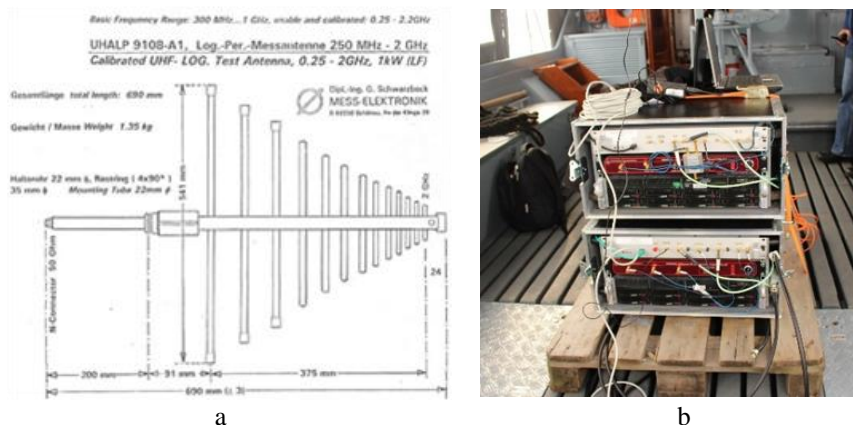 Basic Frequency Range: 300 MHz...1 GHz, usable and calibrated: 0.25 - 2.2GHz
UHALP 9108-A1, Log.-Per.-Messantenne 250 MHz - 2 GHz
Calibrated UHF- LOG. Test Antenna, 0.25 - 2GHz, 1kW (LF)
Gesamtlänge total length: 690 mm
Dipl.-Ing. G. Schwarzbeck
MESS-ELEKTRONIK
Gewicht / Masse Weight 1.35 kg
Halterohr 22 mm ϕ, Rastring (4x90°)
35 mm ϕ Mounting Tube 22mm ϕ
541 mm
2 GHz
N-Connector 50 Ohm
24
200 mm
91 mm
375 mm
690 mm
a
b